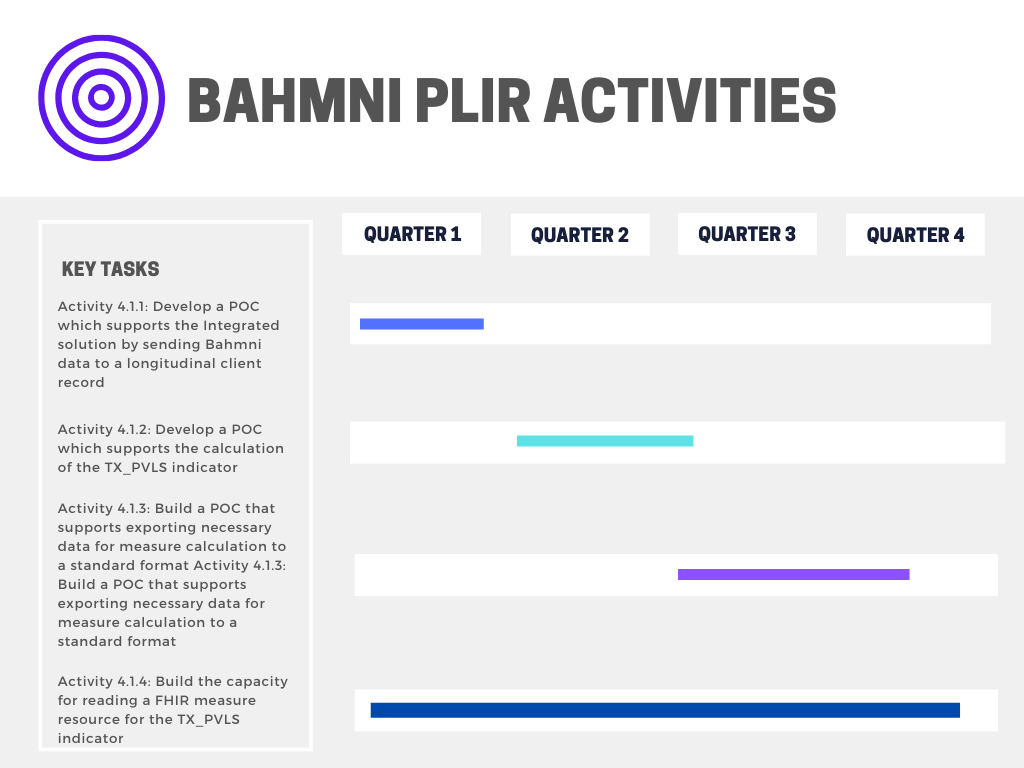 BAHMNI PLIR ACTIVITIES
QUARTER 1
QUARTER 2
QUARTER 3
QUARTER 4
KEY TASKS
Activity 4.1.1: Develop a POC
which supports the Integrated
solution by sending Bahmni
data to a longitudinal client
record
Activity 4.1.2: Develop a POC
which supports the calculation
of the TX_PVLS indicator
Activity 4.1.3: Build a POC that
supports exporting necessary
data for measure calculation to
a standard format Activity 4.1.3:
Build a POC that supports
exporting necessary data for
measure calculation to a
standard format
Activity 4.1.4: Build the capacity
for reading a FHIR measure
resource for the TX_PVLS
indicator